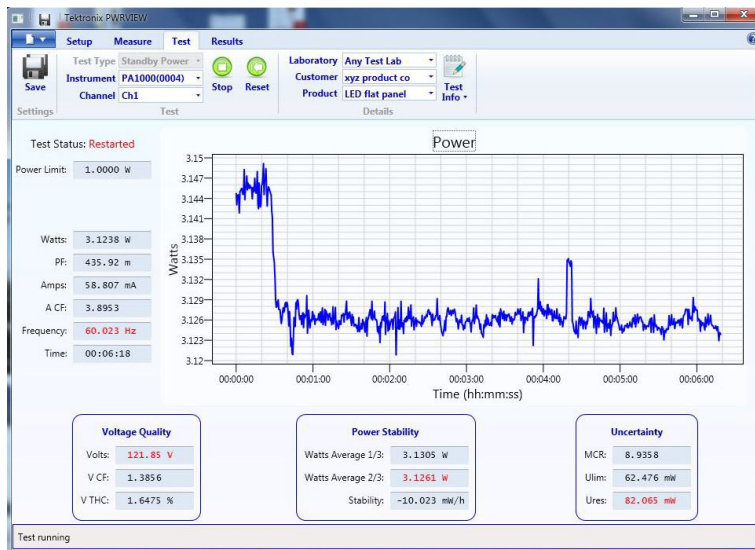 Tektronix PWRVIEW
Setup Measure Test Results
Save
Settings
Test Type Standby Power
Instrument PA1000(0004)
Channel Ch1
Stop Reset
Test
Laboratory Any Test Lab
Customer xyz product co
Product LED flat panel
Test Info
Details
Test Status: Restarted
Power Limit: 1.0000 W
Watts: 3.1238 W
PF: 435.92 m
Amps: 58.807 mA
A CF: 3.8953
Frequency: 60.023 Hz
Time: 00:06:18
Power
Watts
3.15
3.147
3.144
3.141
3.138
3.135
3.132
3.129
3.126
3.123
3.12
00:00:00 00:01:00 00:02:00 00:03:00 00:04:00 00:05:00 00:06:00
Time (hh:mm:ss)
Voltage Quality
Volts: 121.85 V
V CF: 1.3856
V THC: 1.6475 %
Power Stability
Watts Average 1/3: 3.1305 W
Watts Average 2/3: 3.1261 W
Stability: -10.023 mW/h
Uncertainty
MCR: 8.9358
Ulim: 62.476 mW
Ures: 82.065 mW
Test running